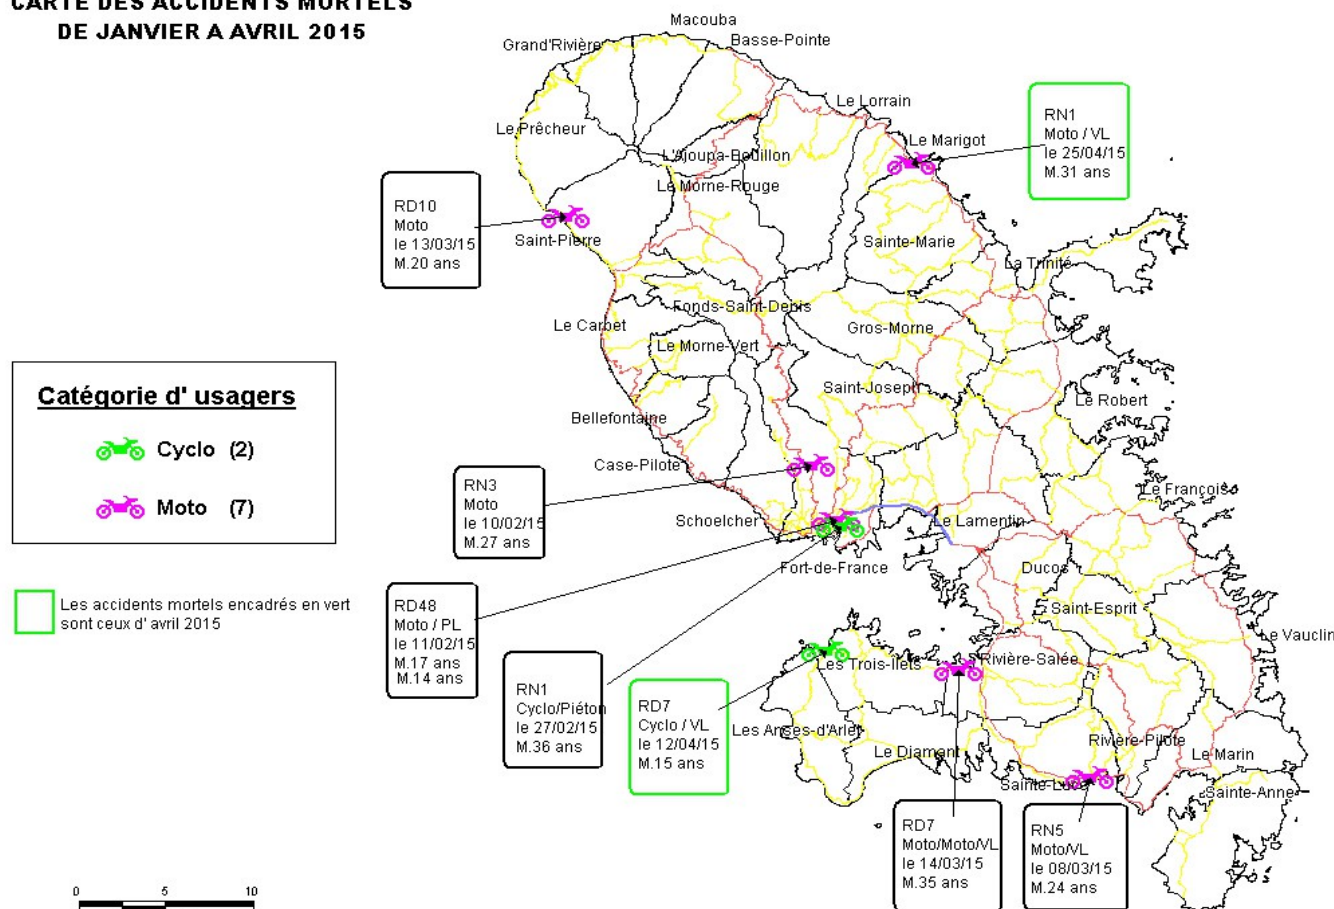 CARTE DES ACCIDENTS MORTELS
DE JANVIER A AVRIL 2015
Macouba
Grand'Rivière
Basse-Pointe
Le Lorrain
Le Prêcheur
Le Marigot
L'Ajoupa-Bouillon
Le Morne-Rouge
RN1
Moto / VL
le 25/04/15
M.31 ans
RD10
Moto
le 13/03/15
M.20 ans
Saint-Pierre
Sainte-Marie
La Trinité
Fonds-Saint-Denis
Le Carbet
Gros-Morne
Le Morne-Vert
Saint-Joseph
Le Robert
Bellefontaine
Case-Pilote
Catégorie d' usagers
Cyclo (2)
Moto (7)
RN3
Moto
le 10/02/15
M.27 ans
Le François
Schoelcher
Le Lamentin
Fort-de-France
Ducos
Les accidents mortels encadrés en vert
sont ceux d' avril 2015
RD48
Moto / PL
le 11/02/15
M.17 ans
M.14 ans
Saint-Esprit
Le Vauclin
Les Trois-Ilets
Rivière-Salée
RN1
Cyclo/Piéton
le 27/02/15
M.36 ans
RD7
Cyclo / VL
le 12/04/15
M.15 ans
Les Anses-d'Arlet
Le Diamant
Rivière-Pilote
Le Marin
Sainte-Luce
Sainte-Anne
RD7
Moto/Moto/VL
le 14/03/15
M.35 ans
RN5
Moto/VL
le 08/03/15
M.24 ans
0 5 10